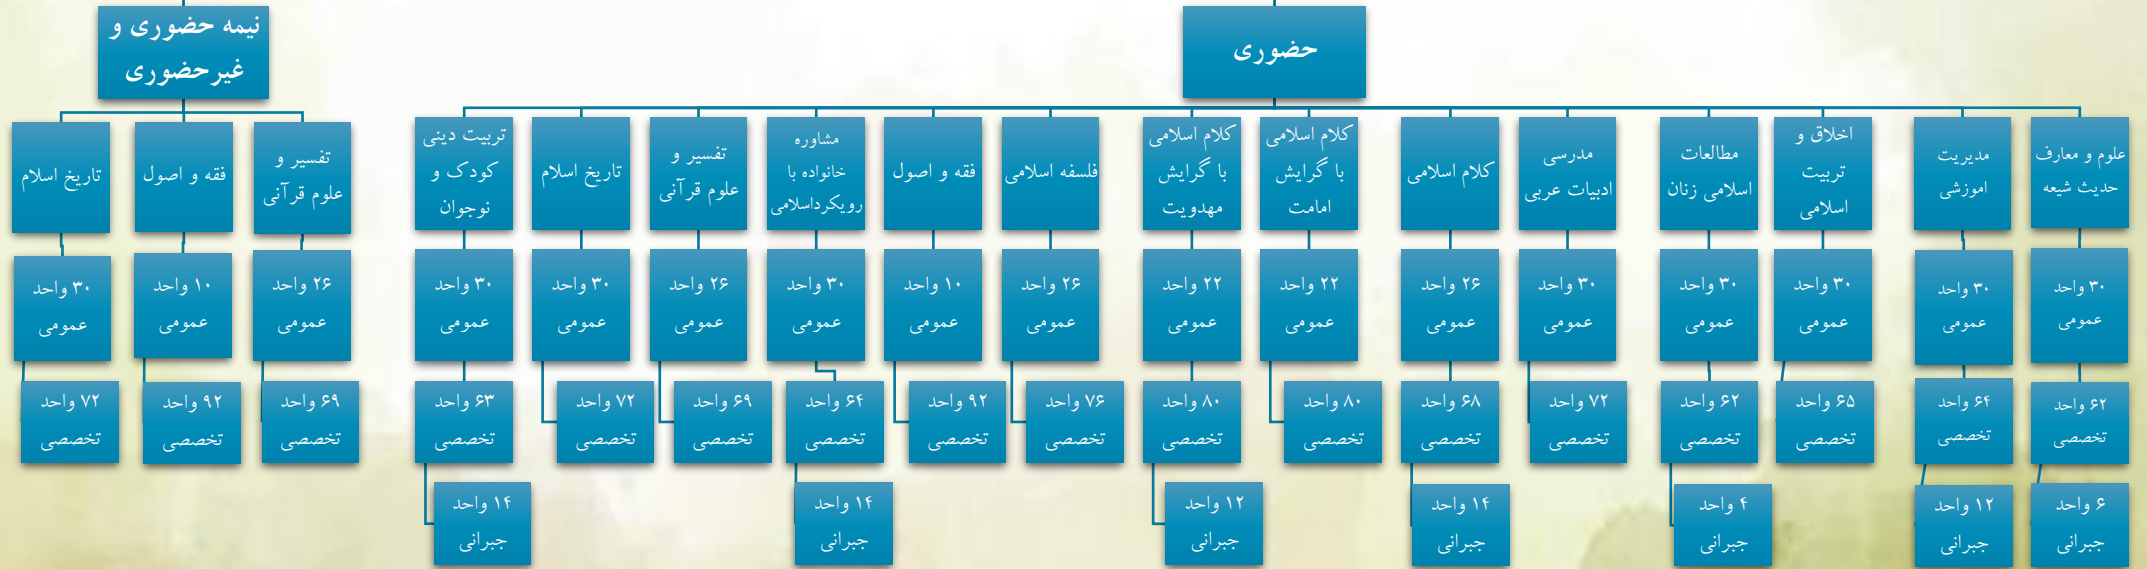 حضوری
نیمه حضوری و
غیرحضوری
علوم و معارف
حدیث شیعه
مدیریت
اموزشی
اخلاق و
تربیت
اسلامی
مطالعات
اسلامی زنان
مدرسی
ادبیات عربی
کلام اسلامی
کلام اسلامی
با گرایش
امامت
کلام اسلامی
با گرایش
مهدویت
فلسفه اسلامی
فقه و اصول
مشاوره
خانواده با
رویکرداسلامی
تفسیر و
علوم قرآنی
تاریخ اسلام
تربیت دینی
کودک و
نوجوان
تفسیر و
علوم قرآنی
فقه و اصول
تاریخ اسلام
۳۰ واحد
عمومی
۳۰ واحد
عمومی
۳۰ واحد
عمومی
۳۰ واحد
عمومی
۳۰ واحد
عمومی
۲۶ واحد
عمومی
۲۲ واحد
عمومی
۲۲ واحد
عمومی
۲۶ واحد
عمومی
۱۰ واحد
عمومی
۳۰ واحد
عمومی
۲۶ واحد
عمومی
۳۰ واحد
عمومی
۳۰ واحد
عمومی
۲۶ واحد
عمومی
۱۰ واحد
عمومی
۳۰ واحد
عمومی
۶۲ واحد
تخصصی
۶۴ واحد
تخصصی
۶۵ واحد
تخصصی
۶۲ واحد
تخصصی
۷۲ واحد
تخصصی
۶۸ واحد
تخصصی
۸۰ واحد
تخصصی
۸۰ واحد
تخصصی
۷۶ واحد
تخصصی
۹۲ واحد
تخصصی
۶۴ واحد
تخصصی
۶۹ واحد
تخصصی
۷۲ واحد
تخصصی
۶۳ واحد
تخصصی
۶۹ واحد
تخصصی
۹۲ واحد
تخصصی
۷۲ واحد
تخصصی
۶ واحد
جبرانی
۱۲ واحد
جبرانی
۴ واحد
جبرانی
۱۴ واحد
جبرانی
۱۲ واحد
جبرانی
۱۴ واحد
جبرانی
۱۴ واحد
جبرانی